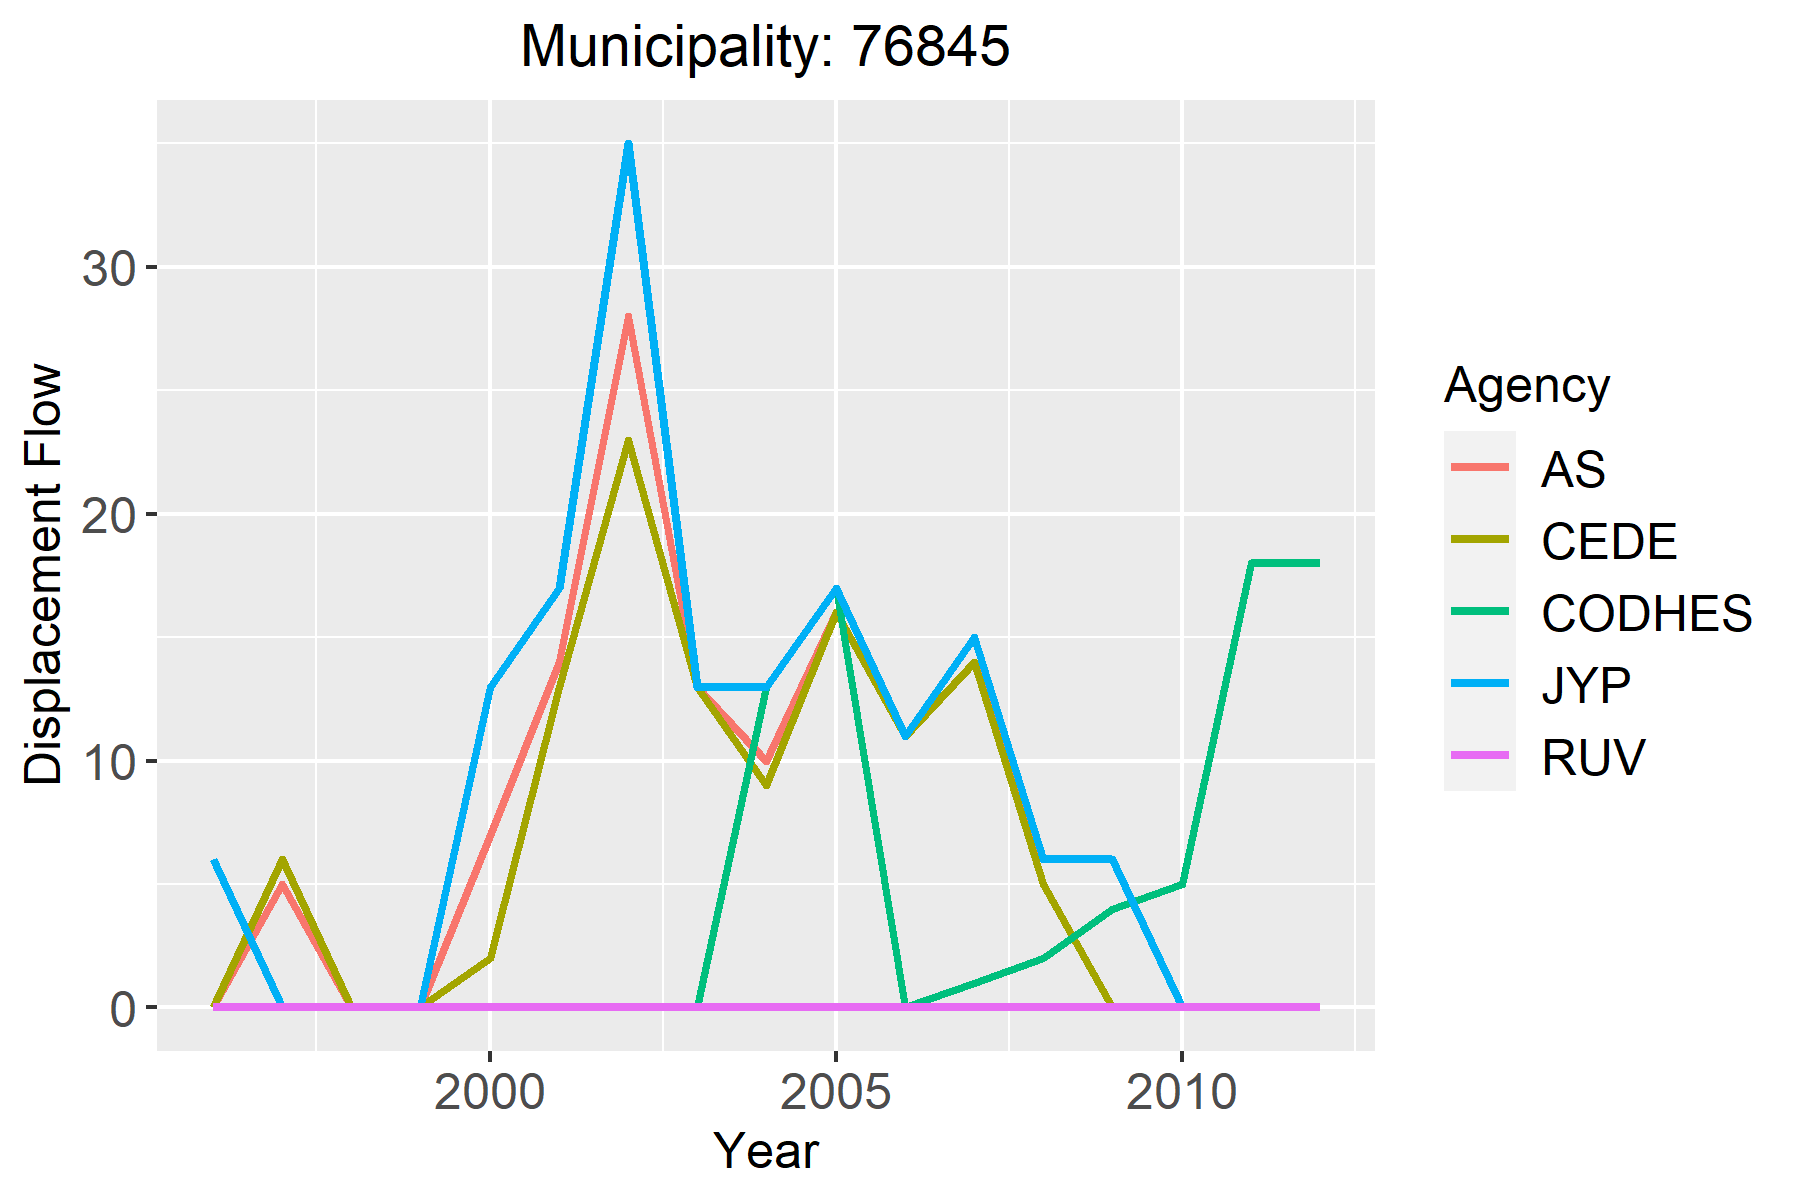 Municipality: 76845
Displacement Flow
30
20
10
0
2000 2005 2010
Year
Agency
AS
CEDE
CODHES
JYP
RUV